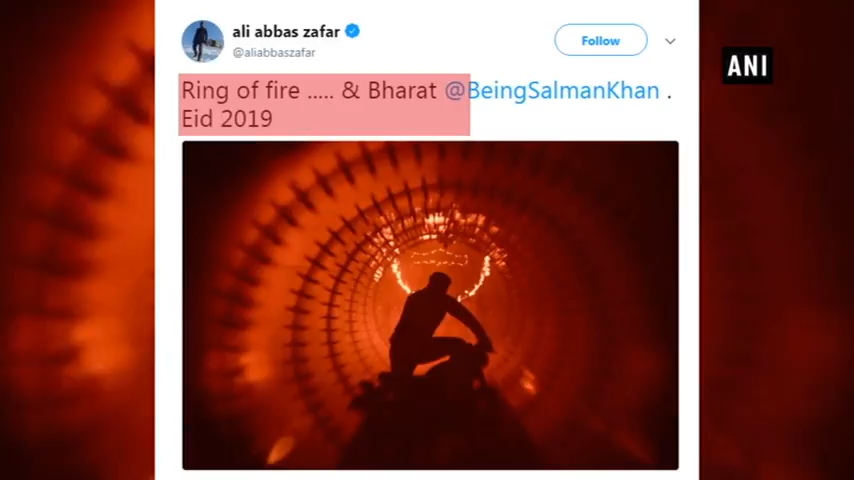 ali abbas zafar
@aliabbaszafar
Follow
ANI
Ring of fire ..... & Bharat @BeingSalmanKhan .
Eid 2019